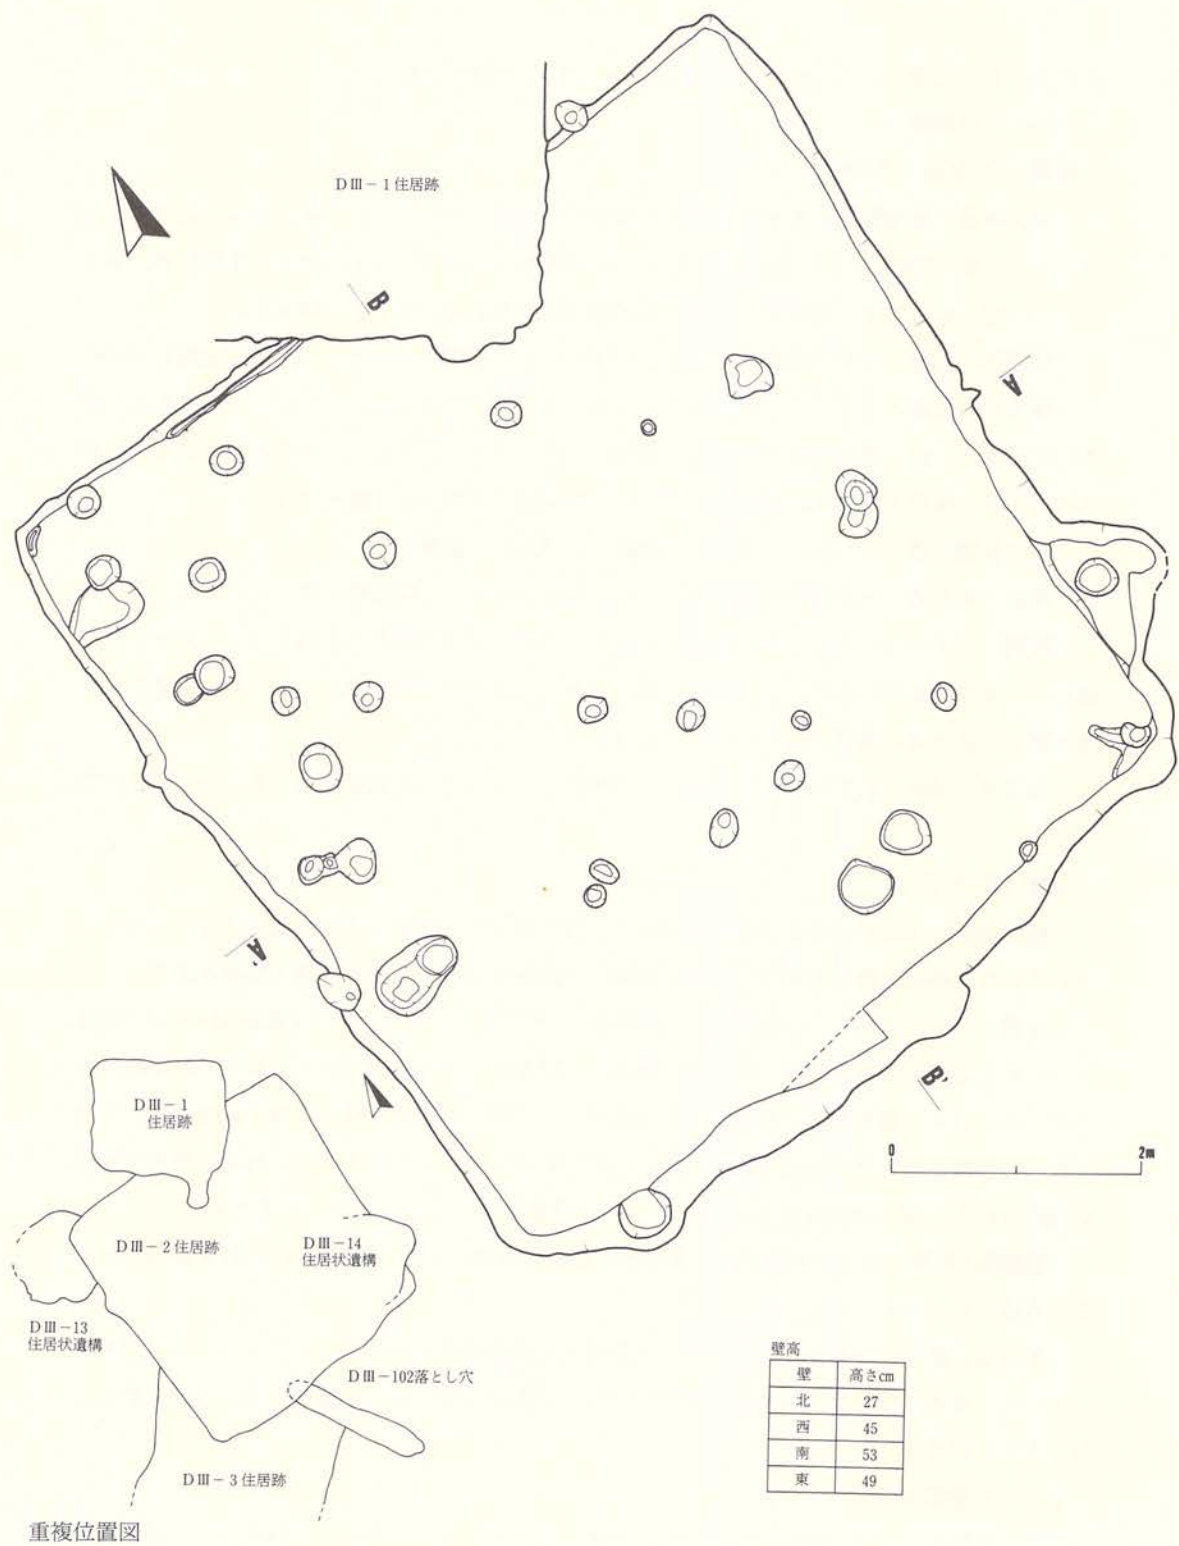 DⅢ－1住居跡
B
A
A'
B'
0 2m
DⅢ－1
住居跡
DⅢ－2住居跡
DⅢ－14
住居状遺構
DⅢ－13
住居状遺構
DⅢ－102落とし穴
DⅢ－3住居跡
重複位置図
壁高
壁 高さcm
北 27
西 45
南 53
東 49